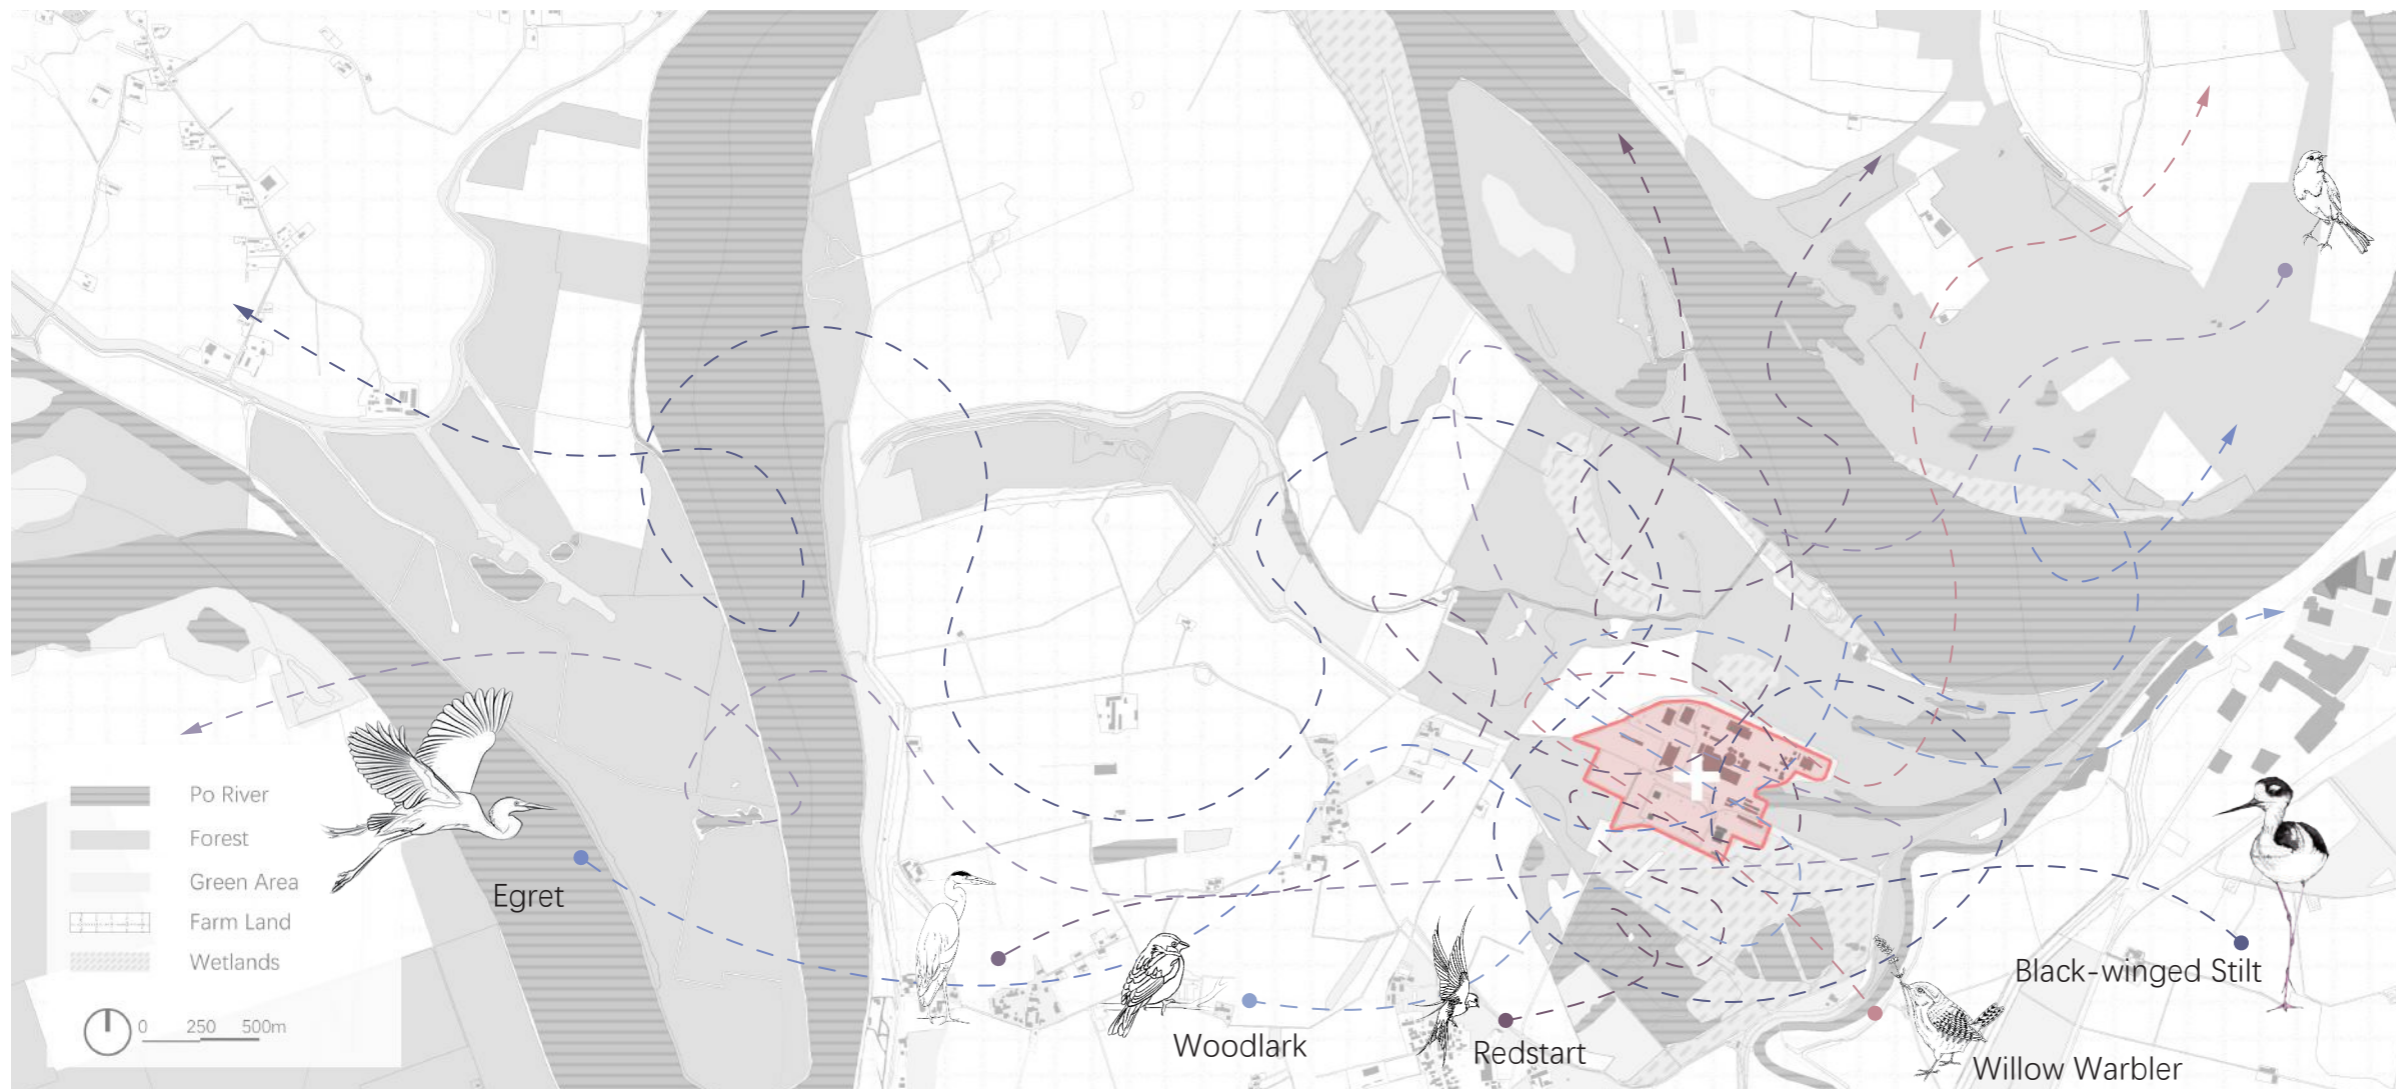 Po River
Forest
Green Area
Farm Land
Wetlands
0 250 500m
Egret
Woodlark
Redstart
Willow Warbler
Black-winged Stilt